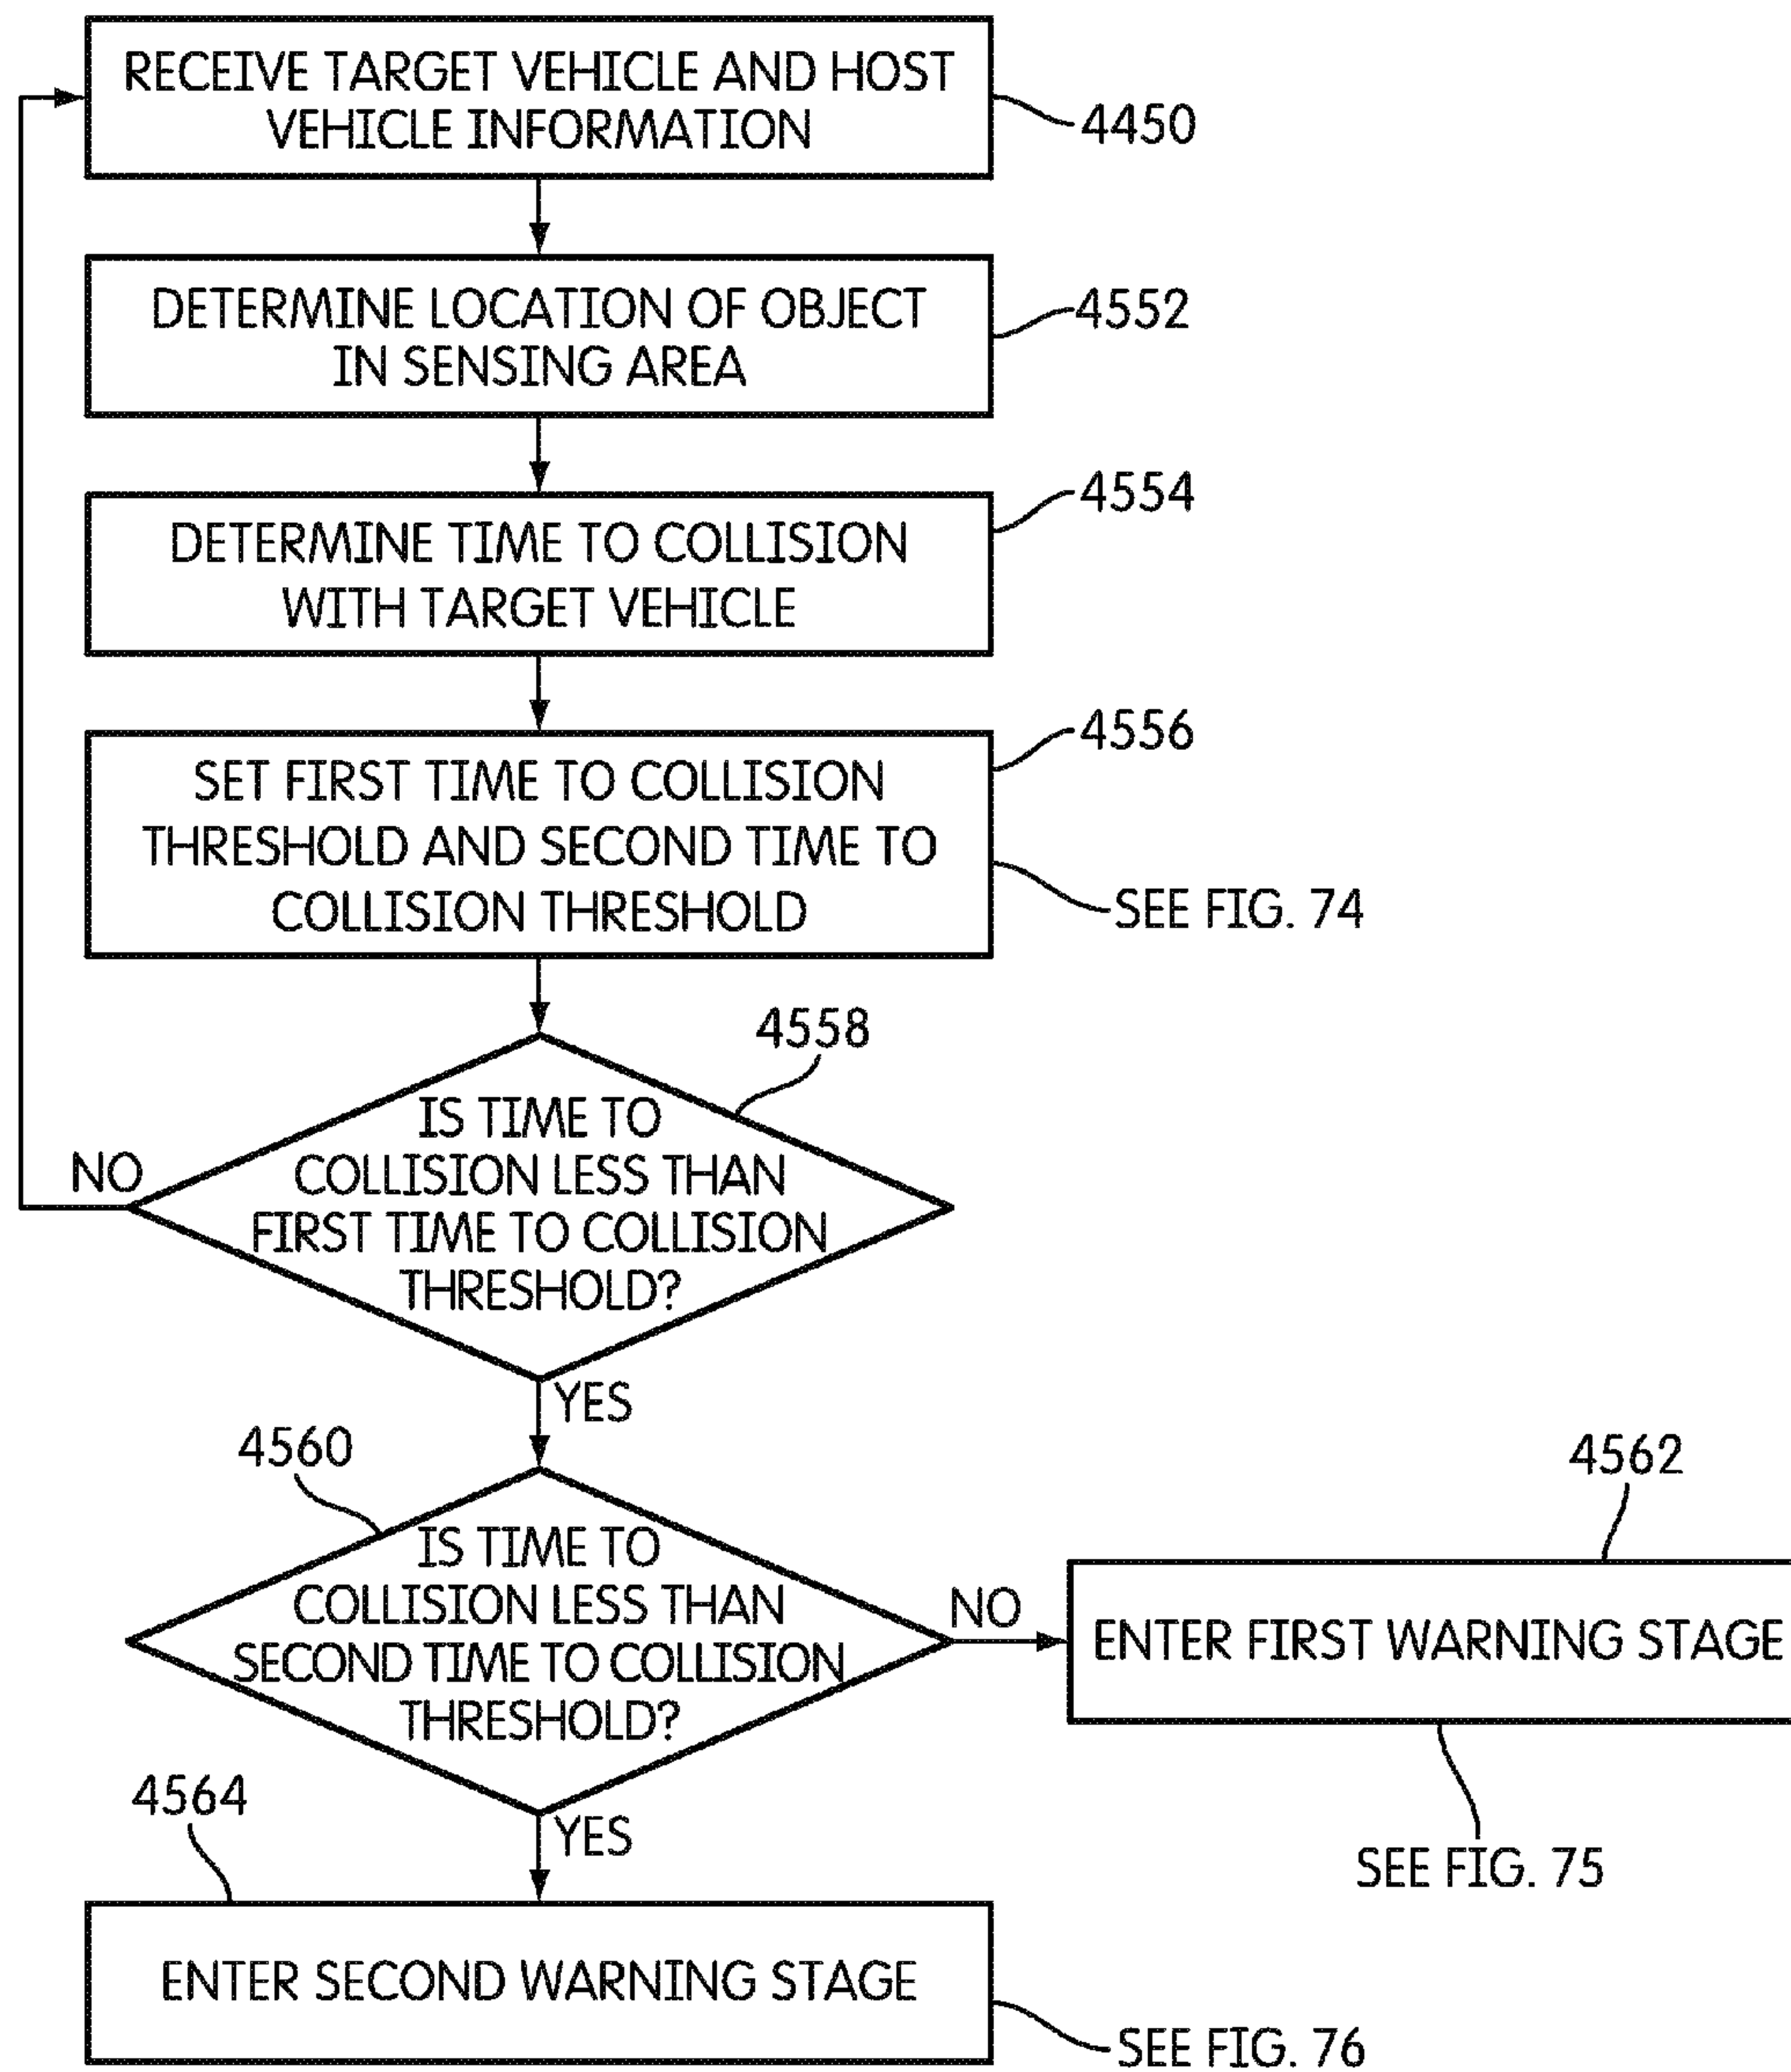 RECEIVE TARGET VEHICLE AND HOST
VEHICLE INFORMATION
4450
DETERMINE LOCATION OF OBJECT
IN SENSING AREA
4552
DETERMINE TIME TO COLLISION
WITH TARGET VEHICLE
4554
SET FIRST TIME TO COLLISION
THRESHOLD AND SECOND TIME TO
COLLISION THRESHOLD
4556
SEE FIG. 74
4558
IS TIME TO
COLLISION LESS THAN
FIRST TIME TO COLLISION
THRESHOLD?
NO
YES
4560
IS TIME TO
COLLISION LESS THAN
SECOND TIME TO COLLISION
THRESHOLD?
NO
4562
ENTER FIRST WARNING STAGE
SEE FIG. 75
YES
4564
ENTER SECOND WARNING STAGE
SEE FIG. 76